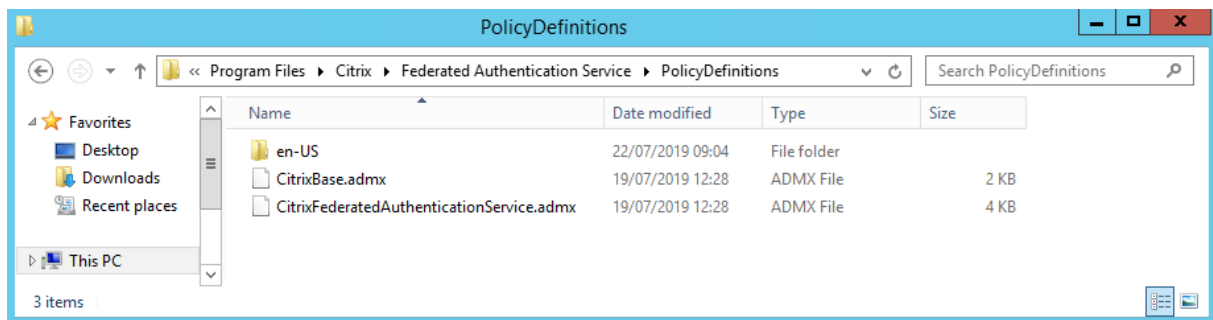 PolicyDefinitions
« Program Files Citrix Federated Authentication Service PolicyDefinitions Search PolicyDefinitions
Favorites
Desktop
Downloads
Recent places
This PC
Name Date modified Type Size
en-US 22/07/2019 09:04 File folder
CitrixBase.admx 19/07/2019 12:28 ADMX File 2 KB
CitrixFederatedAuthenticationService.admx 19/07/2019 12:28 ADMX File 4 KB
3 items